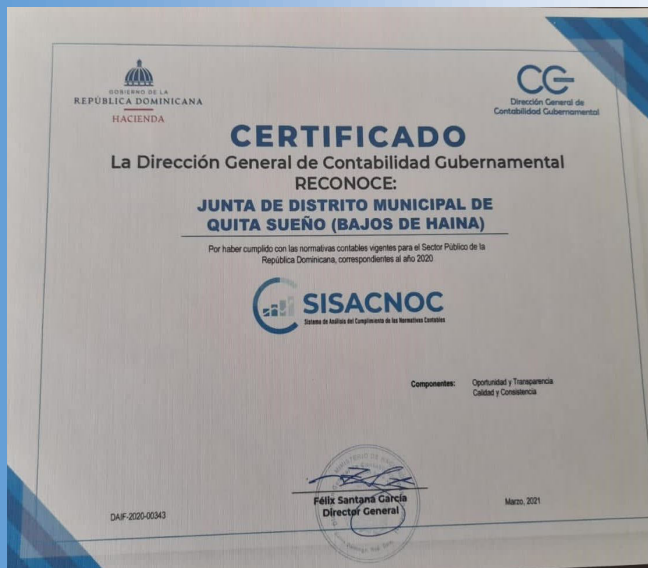 GOBIERNO DE LA
REPÚBLICA DOMINICANA
HACIENDA
CG
Dirección General de
Contabilidad Gubernamental
CERTIFICADO
La Dirección General de Contabilidad Gubernamental
RECONOCE:
JUNTA DE DISTRITO MUNICIPAL DE
QUITA SUEÑO (BAJOS DE HAINA)
Por haber cumplido con las normativas contables vigentes para el Sector Público de la
República Dominicana, correspondientes al año 2020
SISACNOC
Sistema de Análisis del Cumplimiento de las Normativas Contables
Componentes: Oportunidad y Transparencia
Calidad y Consistencia
Félix Santana García
Director General
DAIF-2020-00343
Marzo, 2021